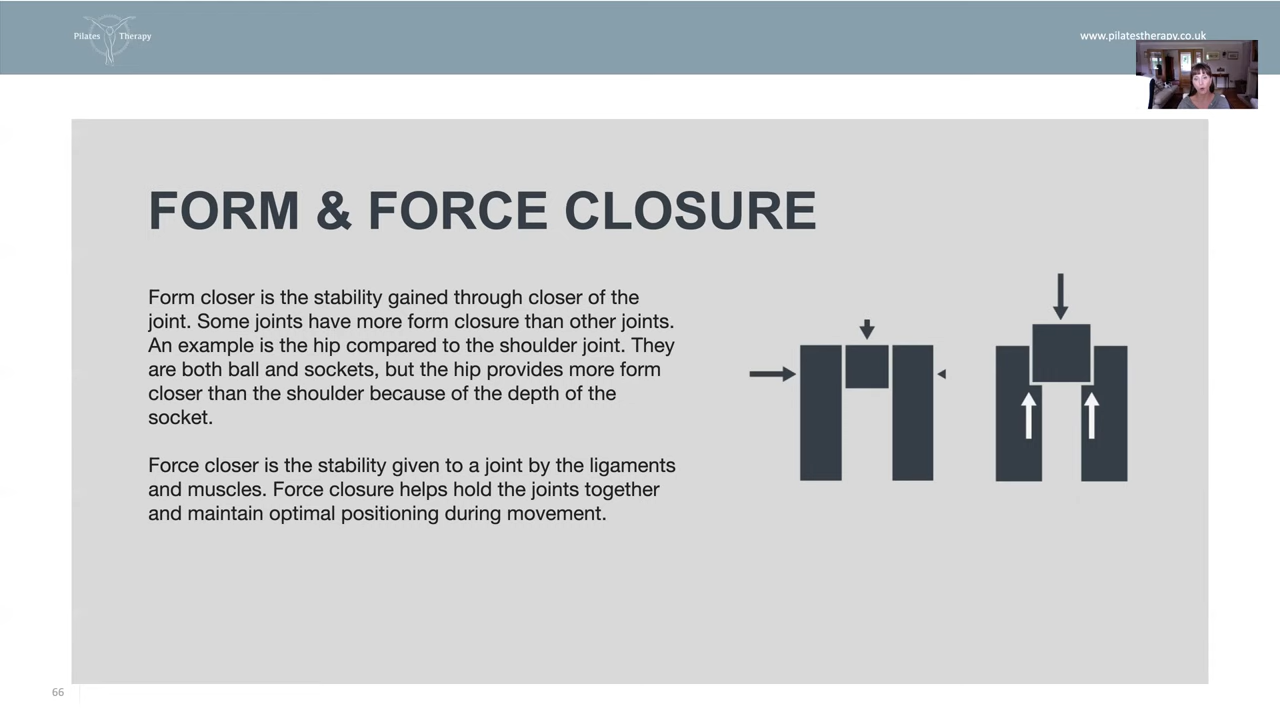 Pilates Therapy
www.pilatestherapy.co.uk
FORM & FORCE CLOSURE
Form closer is the stability gained through closer of the
joint. Some joints have more form closure than other joints.
An example is the hip compared to the shoulder joint. They
are both ball and sockets, but the hip provides more form
closer than the shoulder because of the depth of the
socket.
Force closer is the stability given to a joint by the ligaments
and muscles. Force closure helps hold the joints together
and maintain optimal positioning during movement.
66